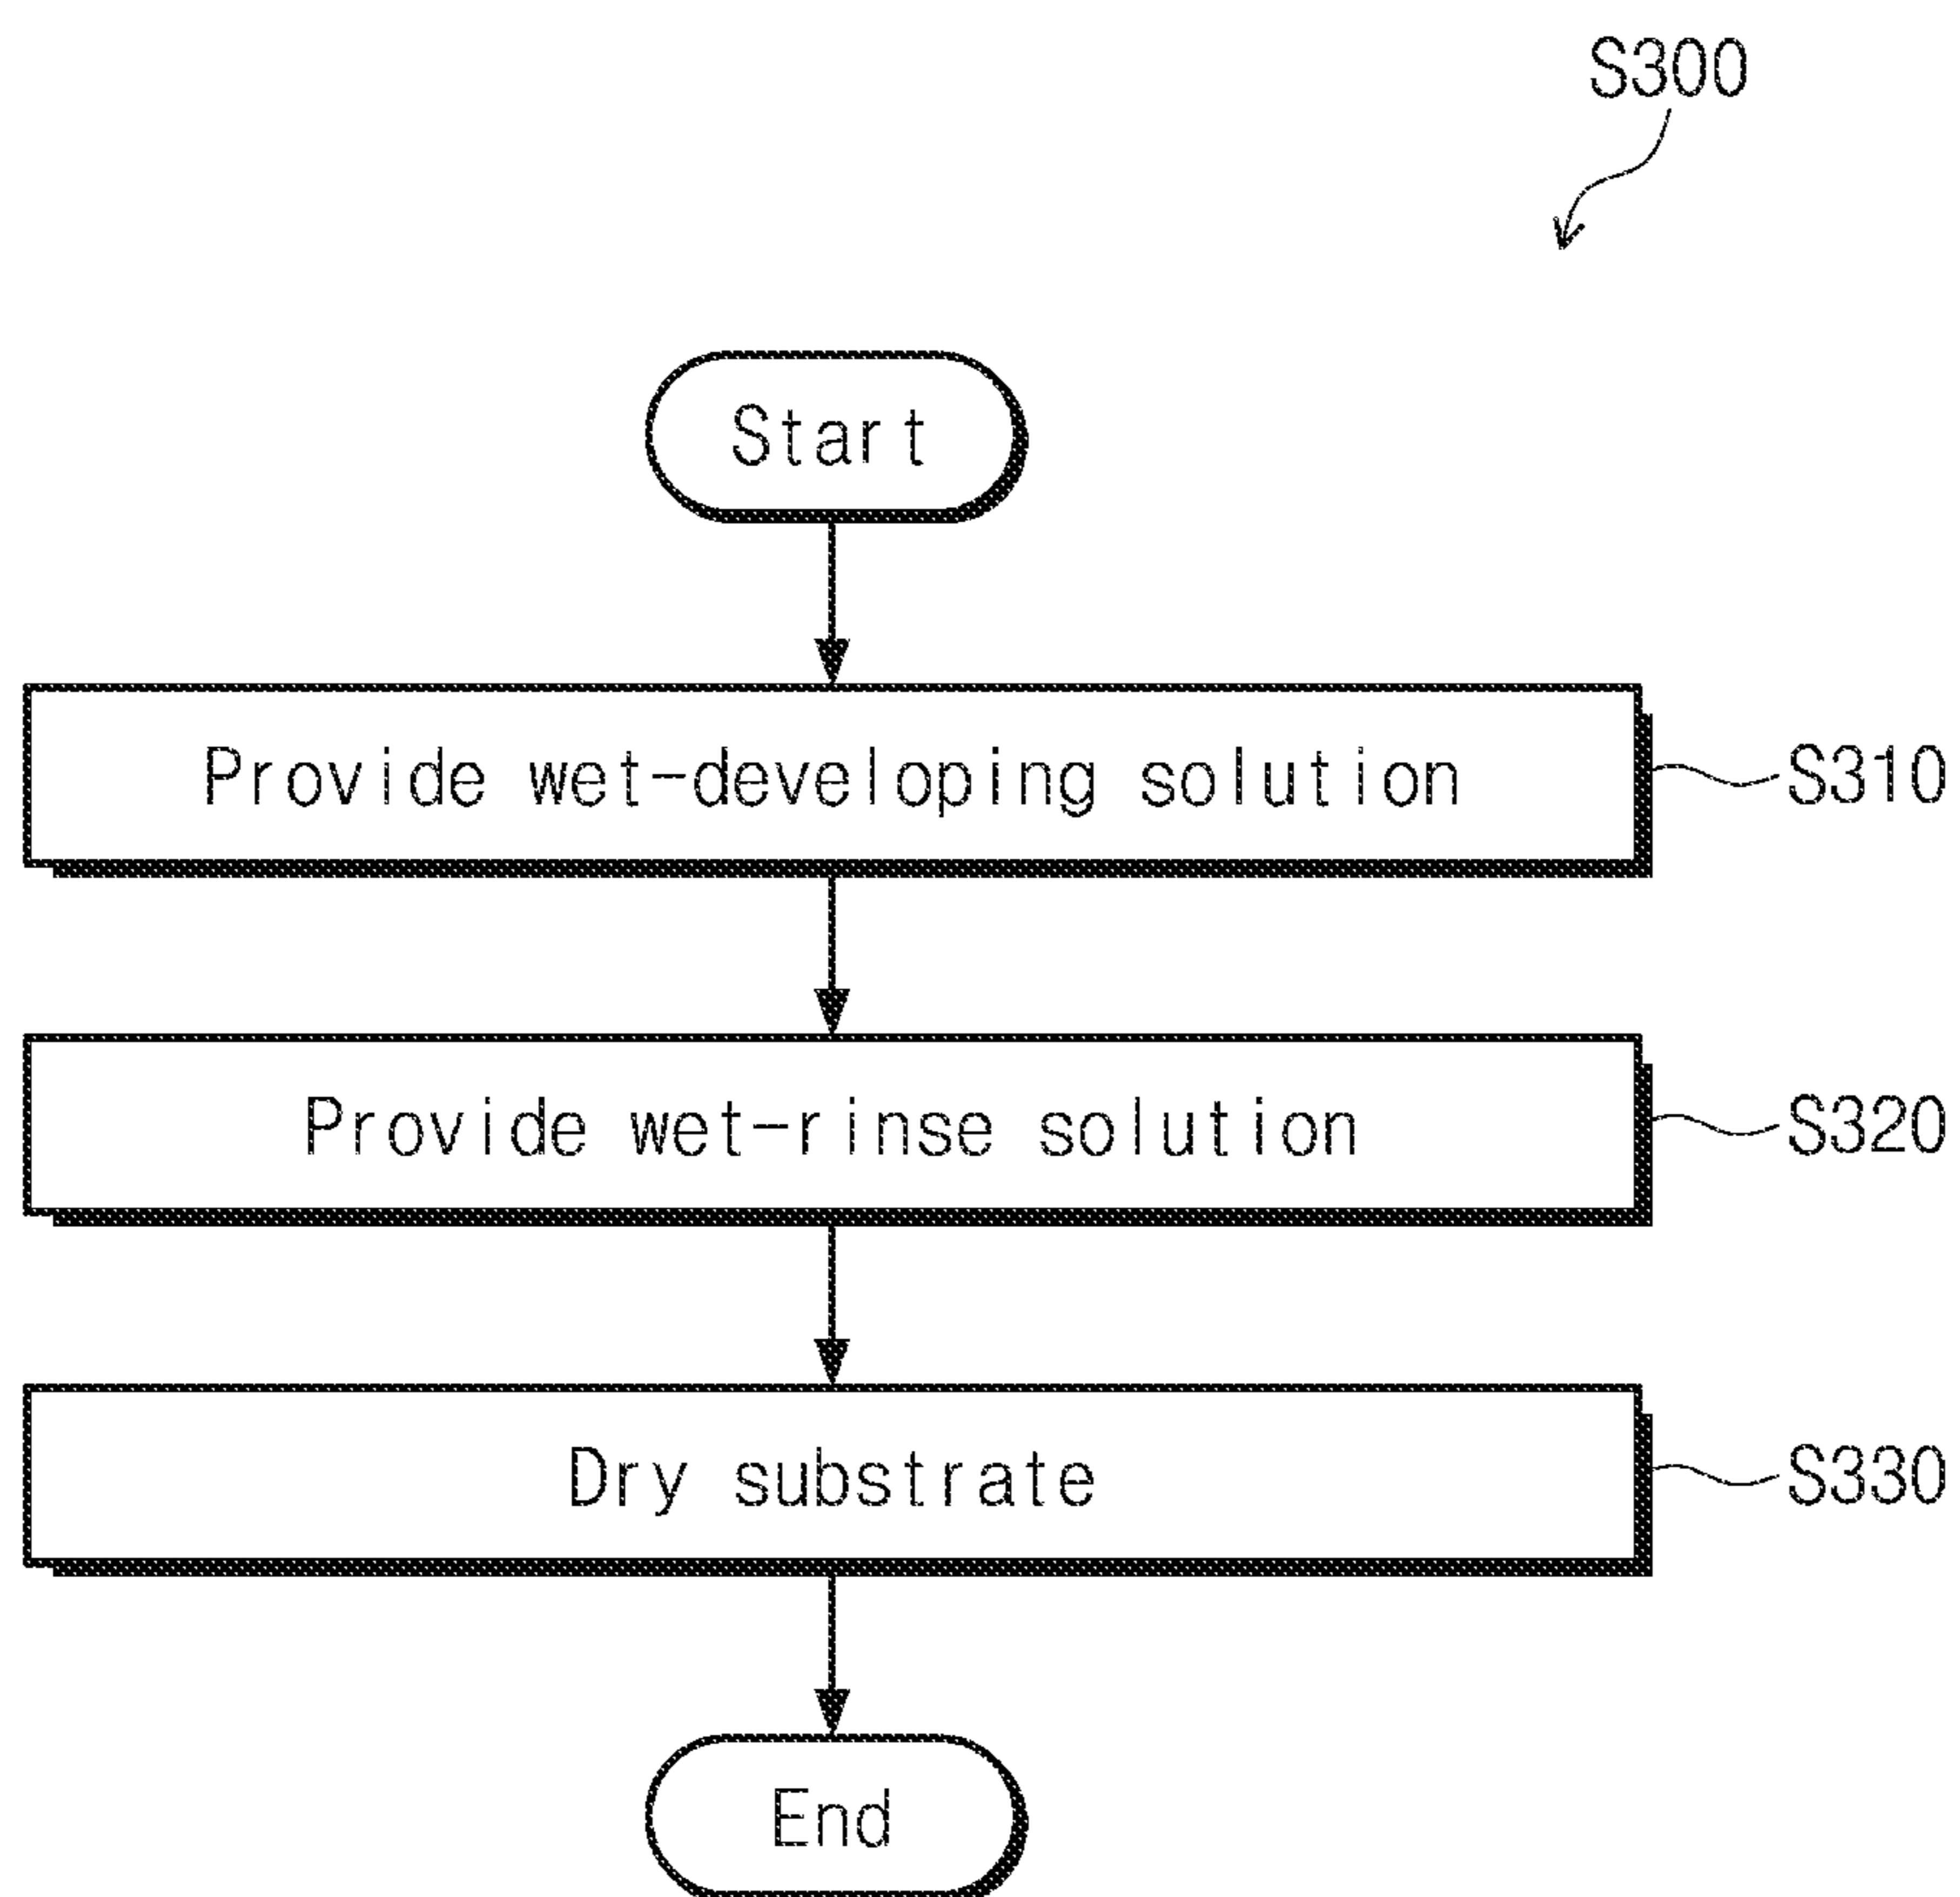 S300
Start
Provide wet-developing solution
S310
Provide wet-rinse solution
S320
Dry substrate
S330
End